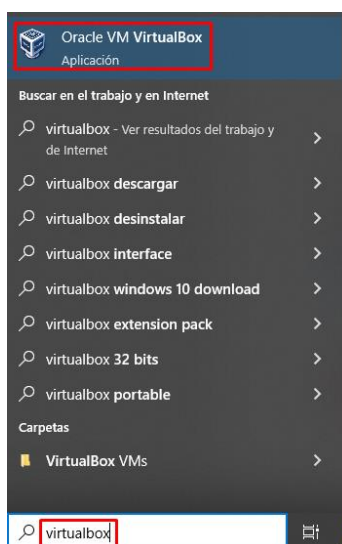 Oracle VM VirtualBox
Aplicación
Buscar en el trabajo y en Internet
virtualbox - Ver resultados del trabajo y
de Internet
virtualbox descargar
virtualbox desinstalar
virtualbox interface
virtualbox windows 10 download
virtualbox extension pack
virtualbox 32 bits
virtualbox portable
Carpetas
VirtualBox VMs
virtualbox